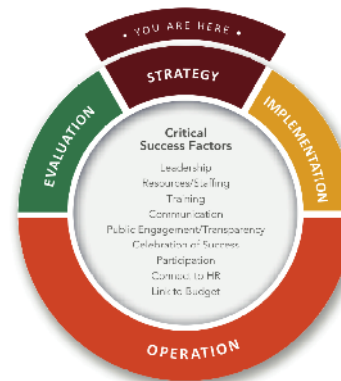 • YOU ARE HERE •
STRATEGY
EVALUATION
IMPLEMENTATION
Critical
Success Factors
Leadership
Resources/Staffing
Training
Communication
Public Engagement/Transparency
Celebration of Success
Participation
Connect to HR
Link to Budget
OPERATION